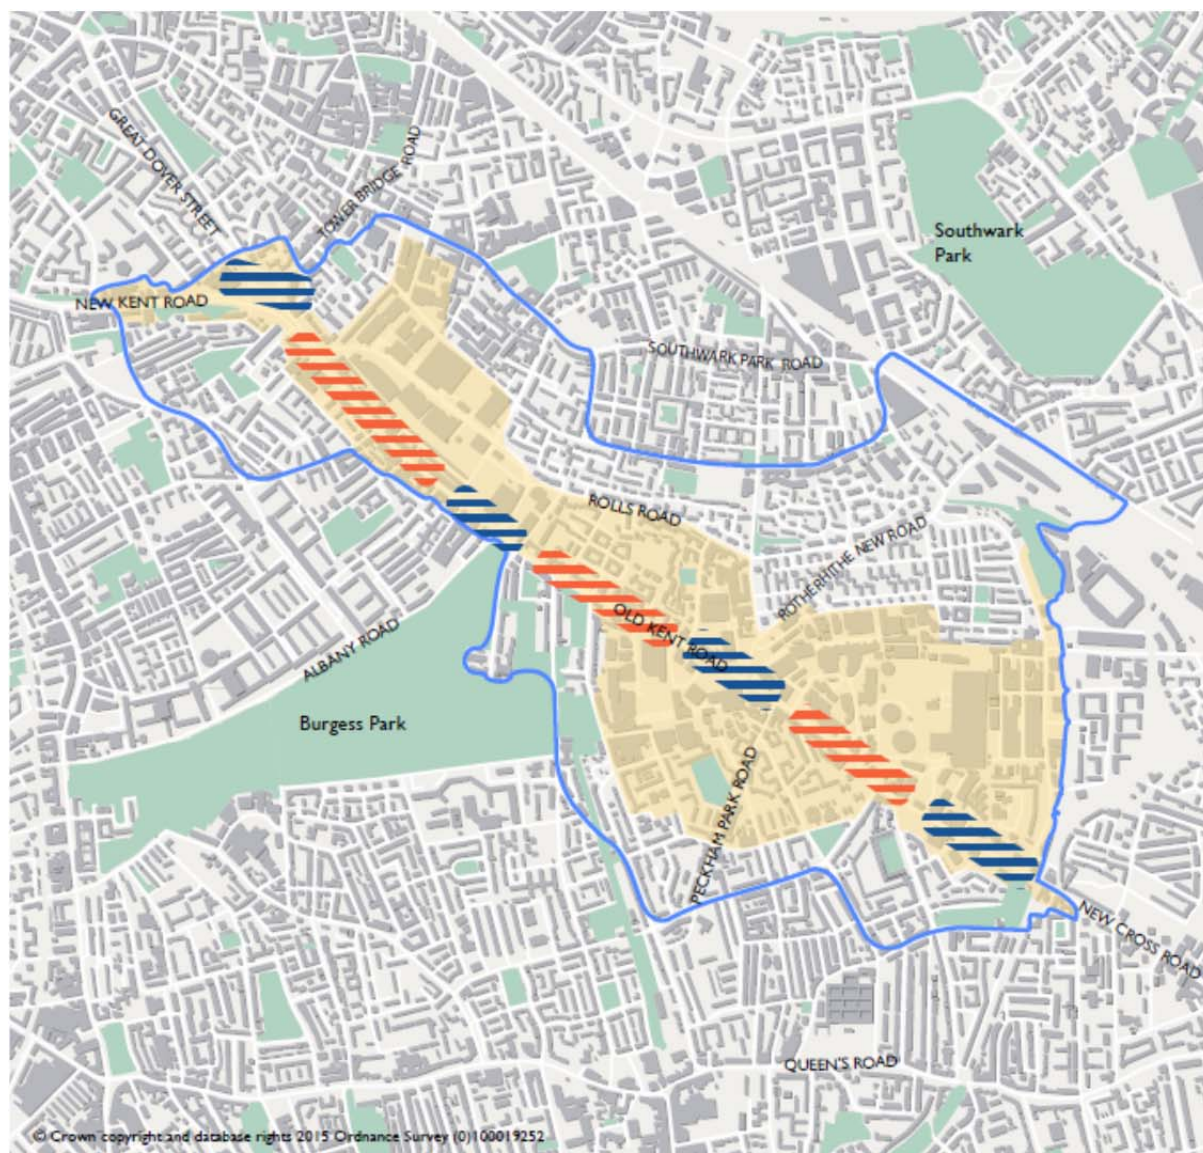 GREAT DOVER STREET
TOWER BRIDGE ROAD
Southwark
Park
NEW KENT ROAD
SOUTHWARK PARK ROAD
ROLLS ROAD
ROTHERHITHE NEW ROAD
OLD KENT ROAD
ALBANY ROAD
Burgess Park
PECKHAM PARK ROAD
NEW CROSS ROAD
QUEEN'S ROAD
© Crown copyright and database rights 2015 Ordnance Survey (0)100019252